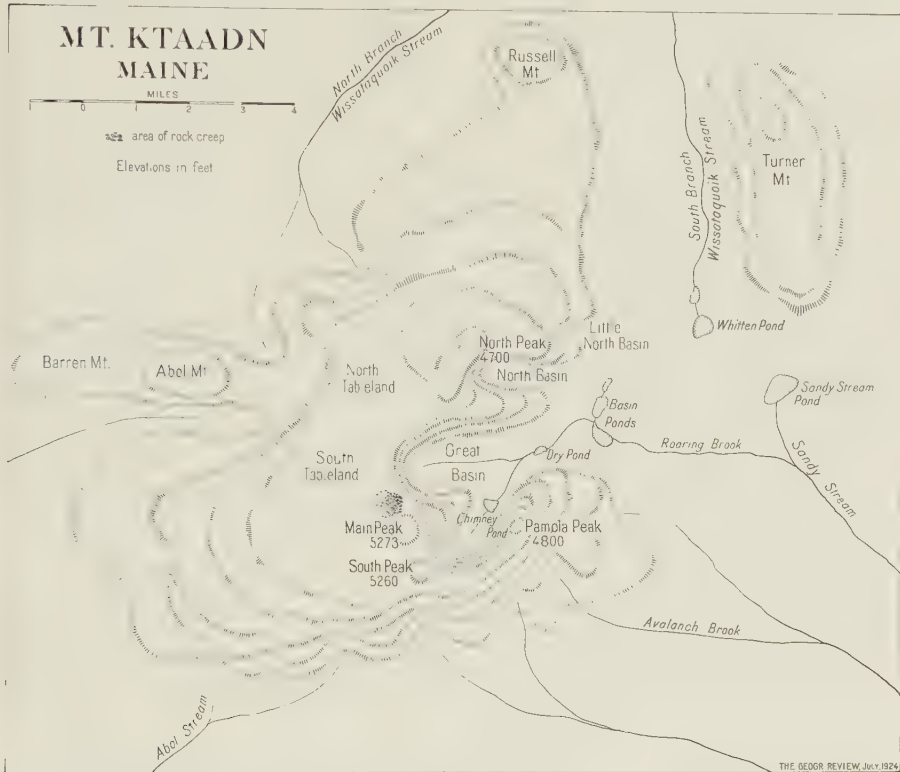 MT. KTAADN
MAINE
MILES
1 0 1 2 3 4
area of rock creep
Elevations in feet
North Branch
Wissataquoik Stream
Russell
Mt
South Branch
Wissataquoik Stream
Turner
Mt
Whitten Pond
Little
North Basin
North Peak
4700
North Basin
Barren Mt.
Abol Mt
North
Tableland
Basin
Ponds
Sandy Stream
Pond
Sandy Stream
Roaring Brook
Dry Pond
Great
Basin
South
Tableland
Chimney
Pond
Main Peak
5273
Pamola Peak
4800
South Peak
5260
Avalanch Brook
Abol Stream
THE GEOGR REVIEW, JULY, 1924